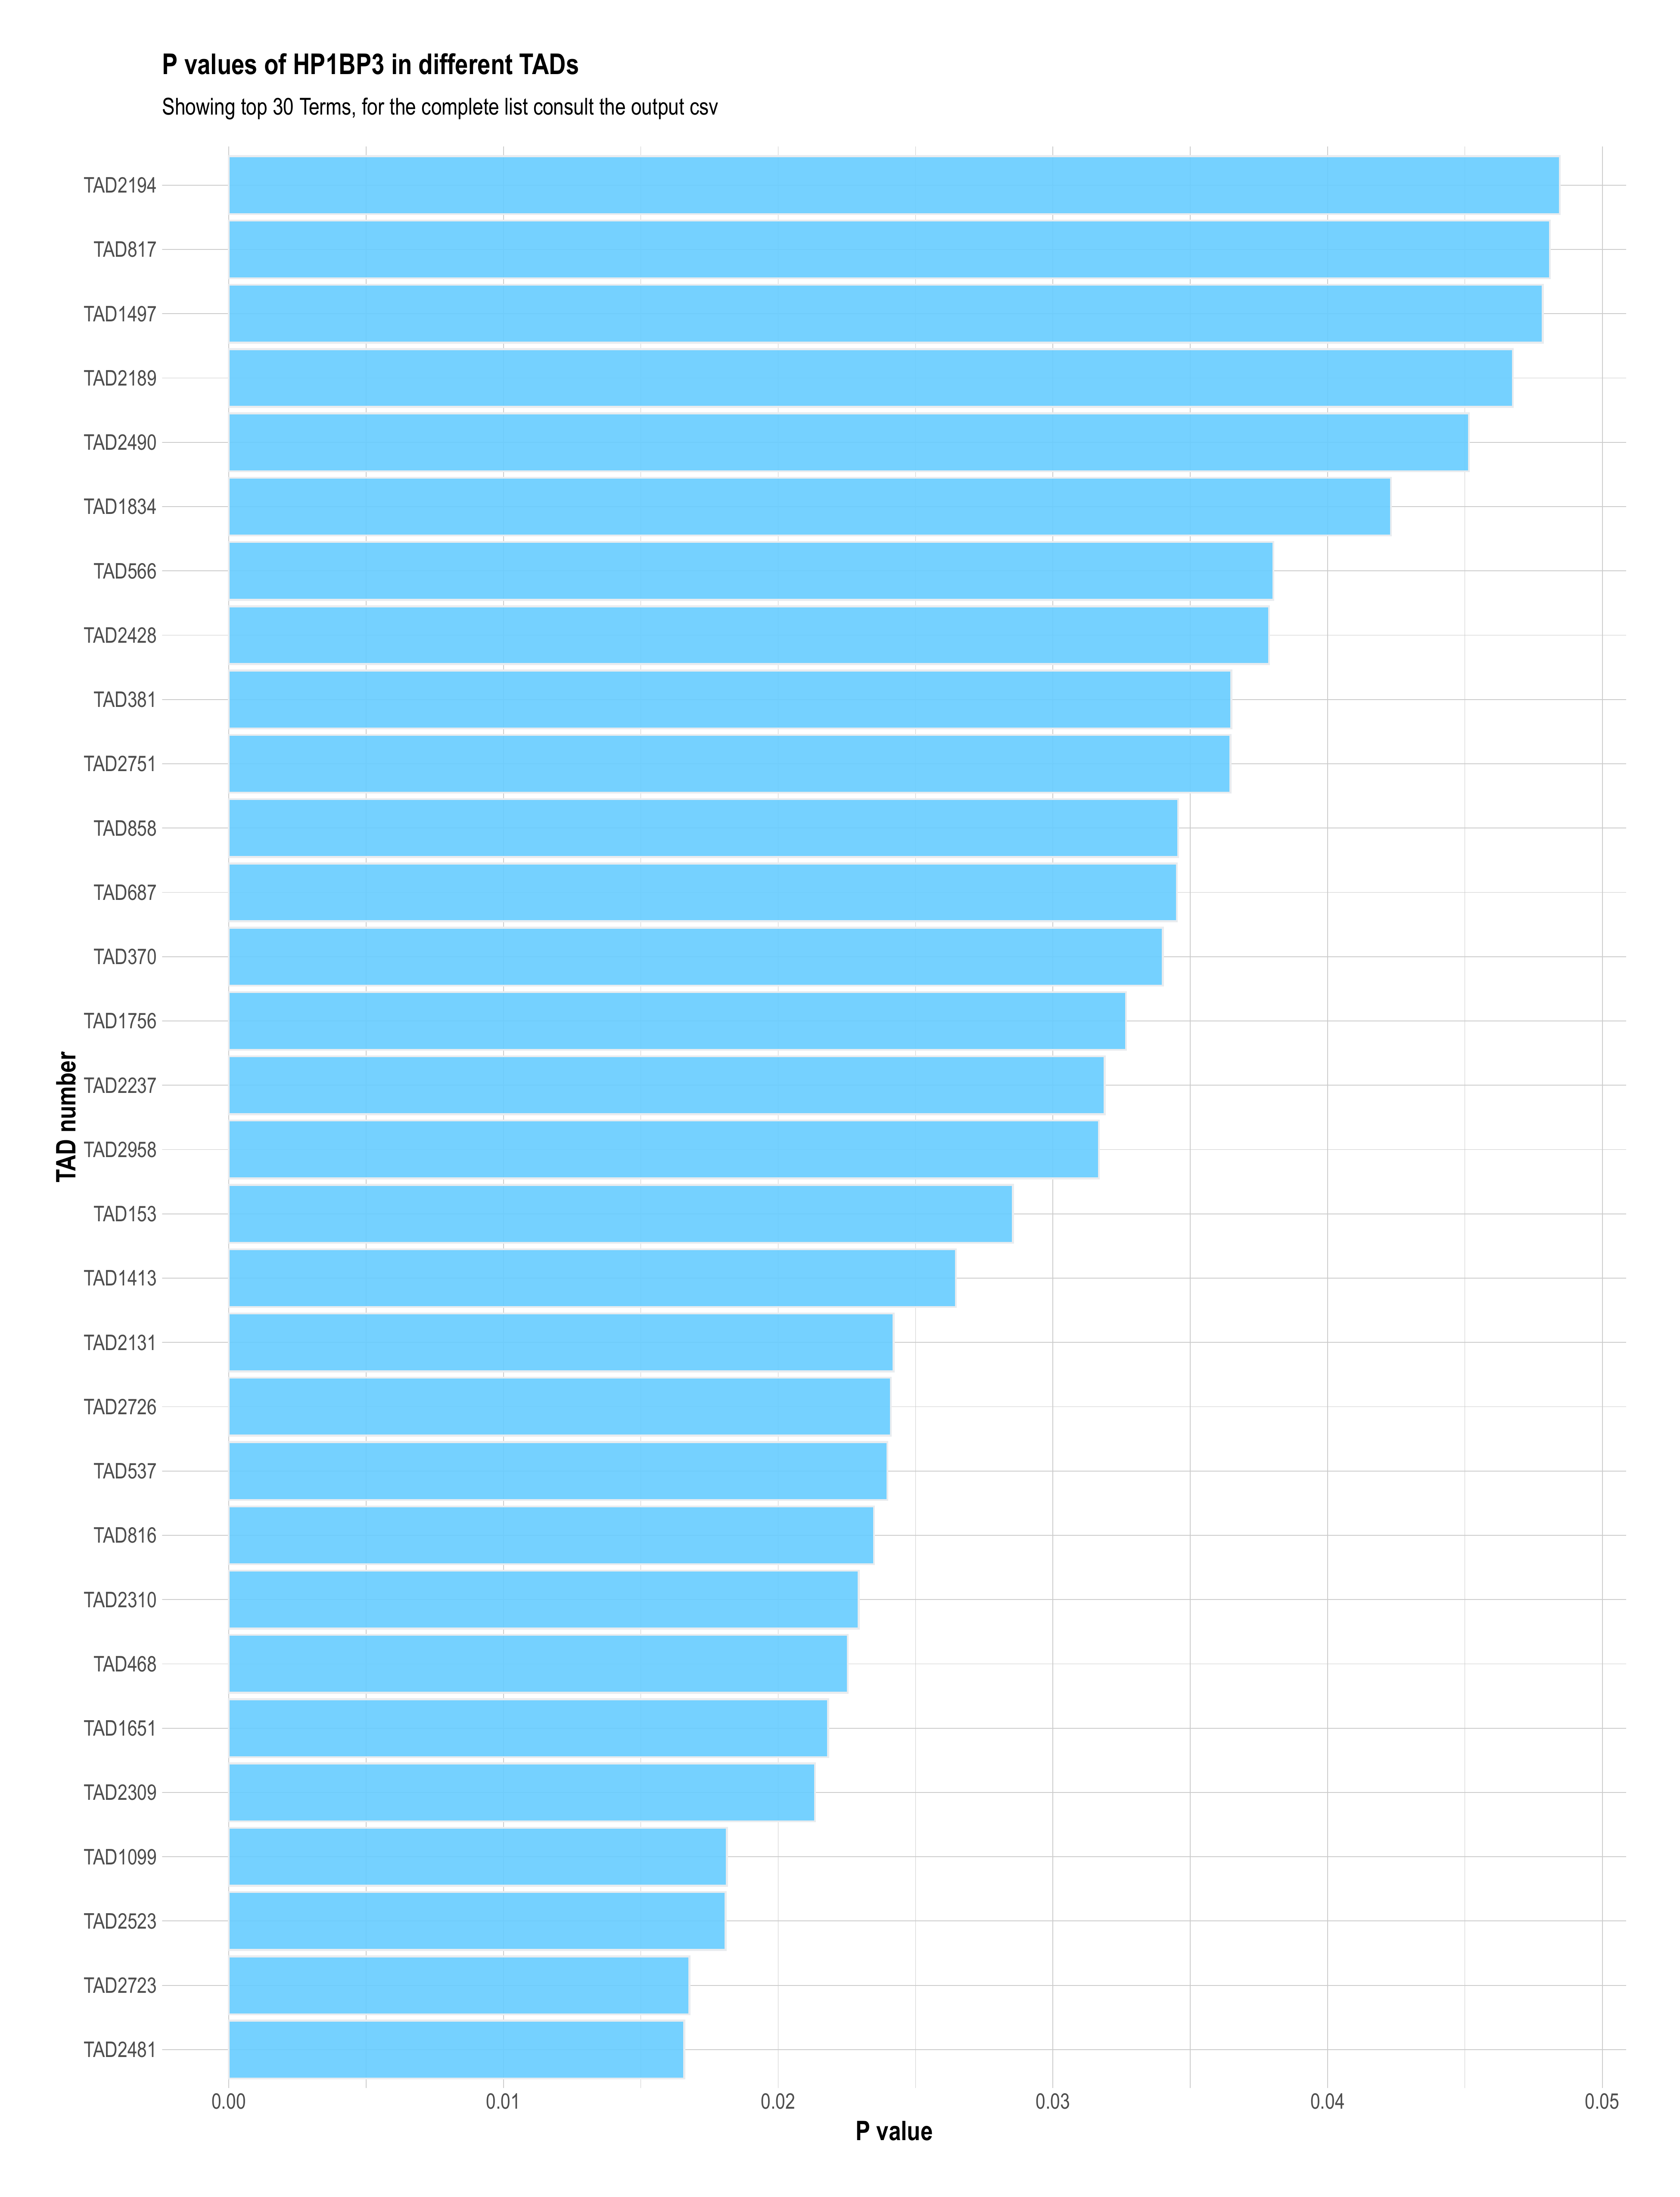 P values of HP1BP3 in different TADs
Showing top 30 Terms, for the complete list consult the output csv
TAD2194
TAD817
TAD1497
TAD2189
TAD2490
TAD1834
TAD566
TAD2428
TAD381
TAD2751
TAD858
TAD687
TAD370
TAD1756
TAD2237
TAD2958
TAD153
TAD1413
TAD2131
TAD2726
TAD537
TAD816
TAD2310
TAD468
TAD1651
TAD2309
TAD1099
TAD2523
TAD2723
TAD2481
TAD number
0.00 0.01 0.02 0.03 0.04 0.05
P value